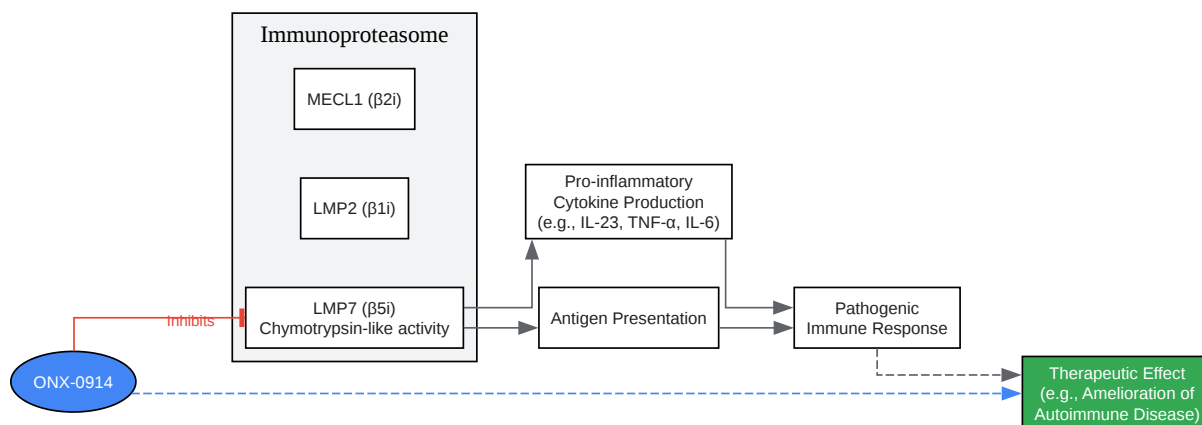 Immunoproteasome
MECL1 (β2i)
LMP2 (β1i)
LMP7 (β5i)
Chymotrypsin-like activity
Pro-inflammatory
Cytokine Production
(e.g., IL-23, TNF-α, IL-6)
Antigen Presentation
Pathogenic
Immune Response
Inhibits
ONX-0914
Therapeutic Effect
(e.g., Amelioration of
Autoimmune Disease)